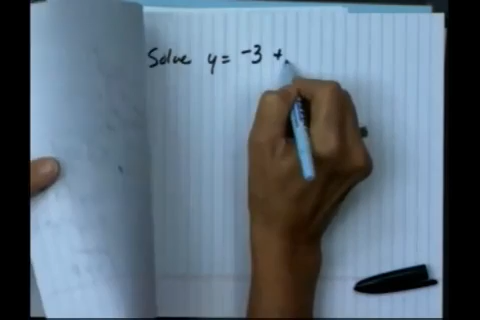 Solve y = -3 +